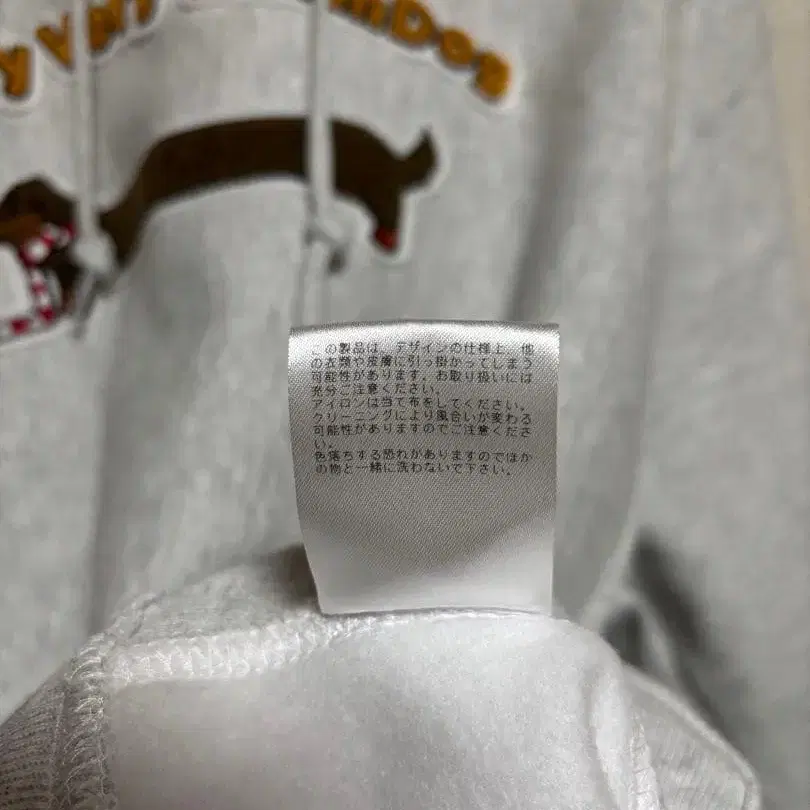 Dog
この製品は、デザインの仕様上、他
の衣類や皮膚に引っ掛かってしまう
可能性があります。お取り扱いには
充分ご注意ください。
アイロンは当て布をしてください。
クリーニングにより風合いが変わる
可能性がありますのでご注意くださ
い。
色落ちする恐れがありますのでほか
の物と一緒に洗わないで下さい。